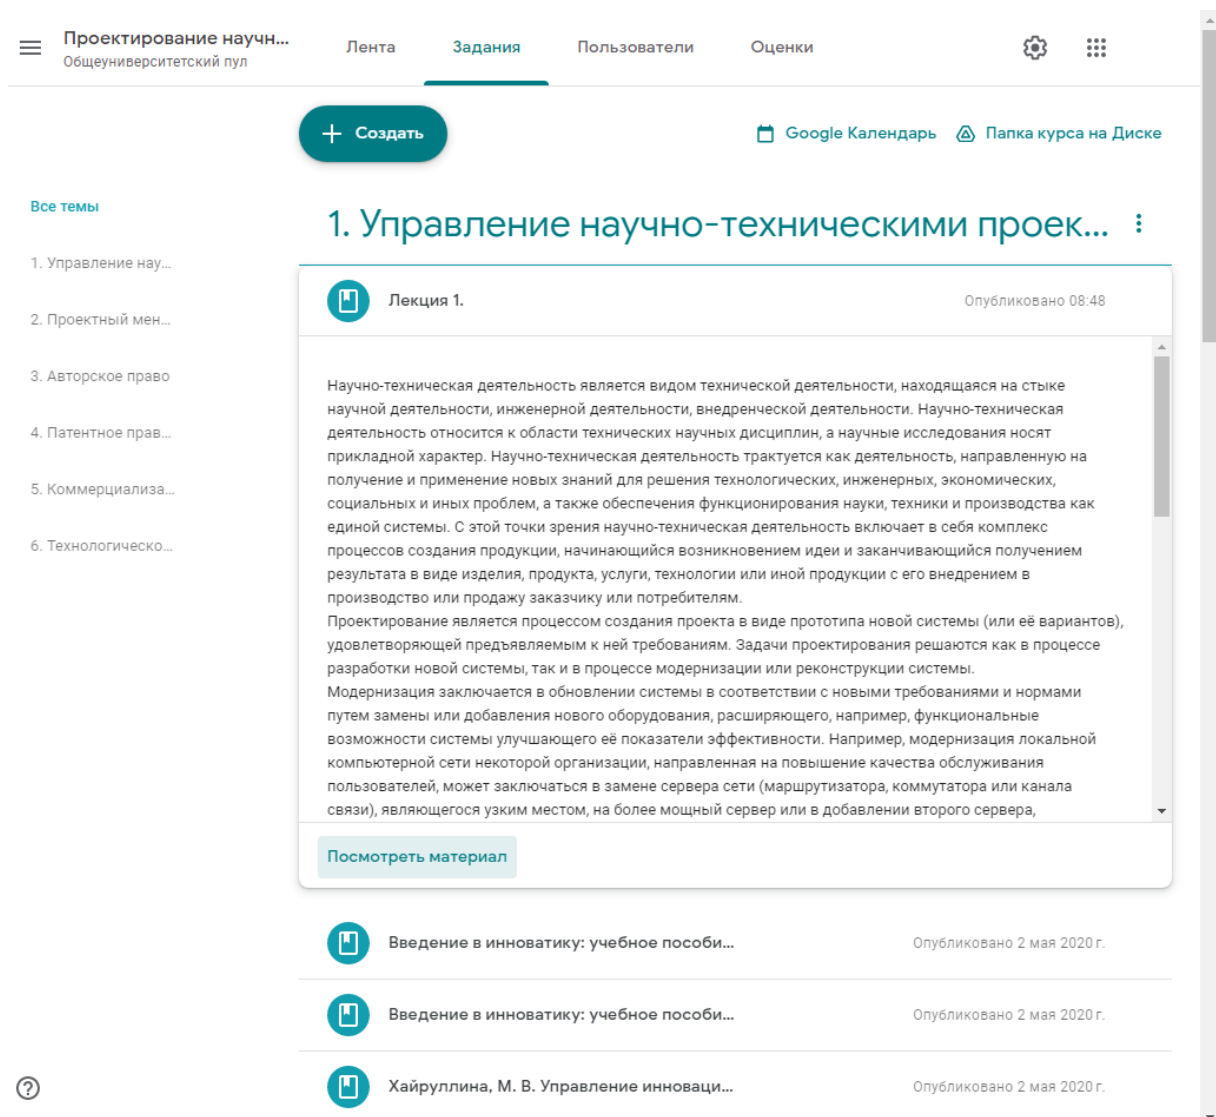 Проектирование научн...
Общеуниверситетский пул
Лента
Задания
Пользователи
Оценки
Создать
Google Календарь
Папка курса на Диске
Все темы
1. Управление нау...
2. Проектный мен...
3. Авторское право
4. Патентное прав...
5. Коммерциализа...
6. Технологическо...
1. Управление научно-техническими проек...
Лекция 1.
Опубликовано 08:48
Научно-техническая деятельность является видом технической деятельности, находящаяся на стыке
научной деятельности, инженерной деятельности, внедренческой деятельности. Научно-техническая
деятельность относится к области технических научных дисциплин, а научные исследования носят
прикладной характер. Научно-техническая деятельность трактуется как деятельность, направленную на
получение и применение новых знаний для решения технологических, инженерных, экономических,
социальных и иных проблем, а также обеспечения функционирования науки, техники и производства как
единой системы. С этой точки зрения научно-техническая деятельность включает в себя комплекс
процессов создания продукции, начинающийся возникновением идеи и заканчивающийся получением
результата в виде изделия, продукта, услуги, технологии или иной продукции с его внедрением в
производство или продажу заказчику или потребителям.
Проектирование является процессом создания проекта в виде прототипа новой системы (или её вариантов),
удовлетворяющей предъявляемым к ней требованиям. Задачи проектирования решаются как в процессе
разработки новой системы, так и в процессе модернизации или реконструкции системы.
Модернизация заключается в обновлении системы в соответствии с новыми требованиями и нормами
путем замены или добавления нового оборудования, расширяющего, например, функциональные
возможности системы улучшающего её показатели эффективности. Например, модернизация локальной
компьютерной сети некоторой организации, направленная на повышение качества обслуживания
пользователей, может заключаться в замене сервера сети (маршрутизатора, коммутатора или канала
связи), являющегося узким местом, на более мощный сервер или в добавлении второго сервера,
Посмотреть материал
Введение в инноватику: учебное пособи...
Опубликовано 2 мая 2020 г.
Введение в инноватику: учебное пособи...
Опубликовано 2 мая 2020 г.
Хайруллина, М. В. Управление инноваци...
Опубликовано 2 мая 2020 г.